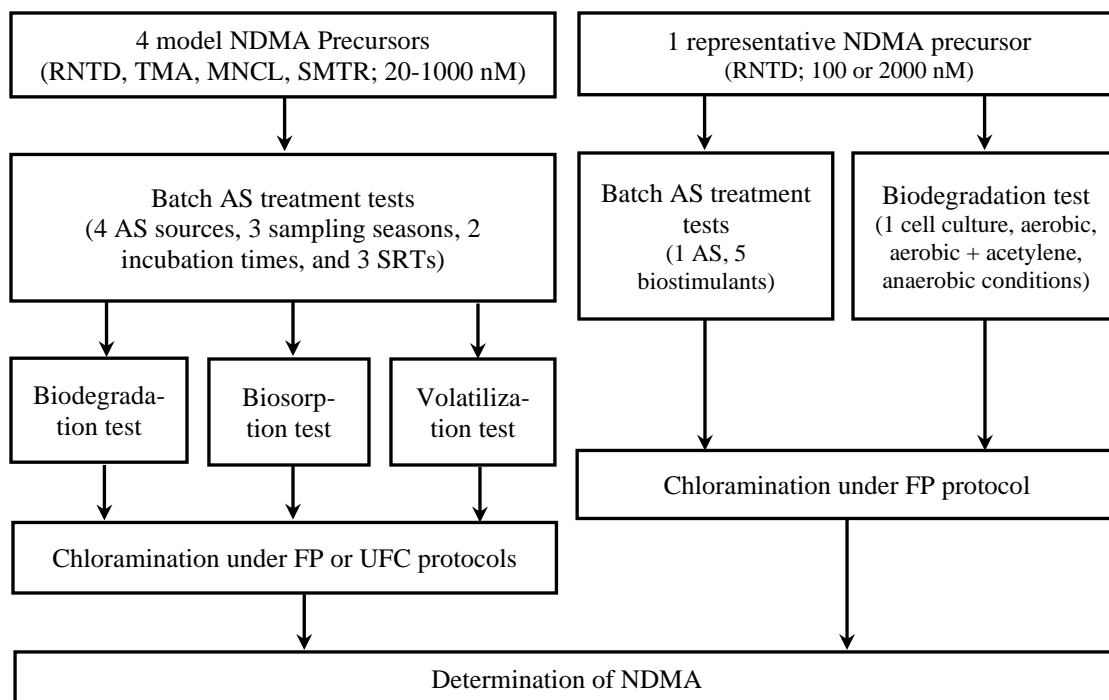 4 model NDMA Precursors
(RNTD, TMA, MNCL, SMTR; 20-1000 nM)
1 representative NDMA precursor
(RNTD; 100 or 2000 nM)
Batch AS treatment tests
(4 AS sources, 3 sampling seasons, 2
incubation times, and 3 SRTs)
Batch AS treatment
tests
(1 AS, 5
biostimulants)
Biodegradation test
(1 cell culture, aerobic,
aerobic + acetylene,
anaerobic conditions)
Biodegrada-
tion test
Biosorp-
tion test
Volatiliza-
tion test
Chloramination under FP protocol
Chloramination under FP or UFC protocols
Determination of NDMA